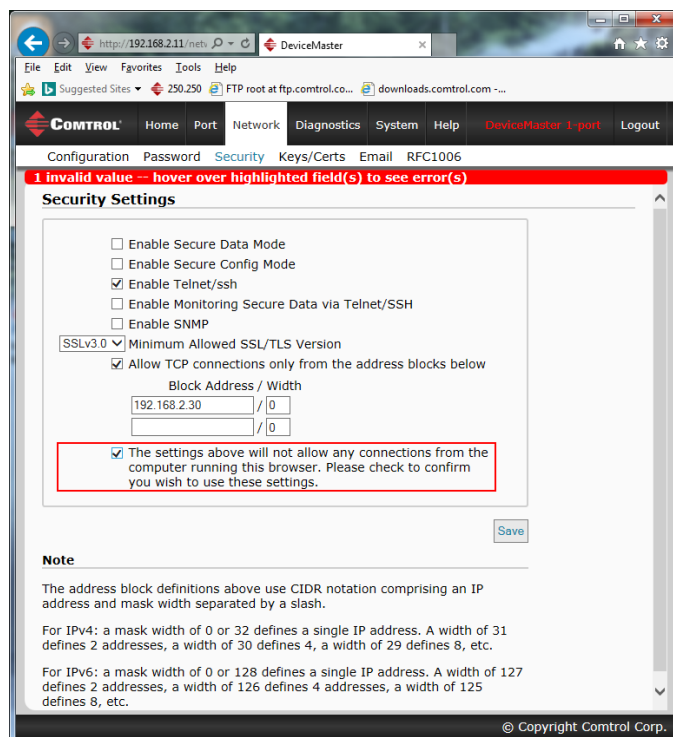 http://192.168.2.11/netv
DeviceMaster
File Edit View Favorites Tools Help
Suggested Sites 250.250 FTP root at ftp.comtrol.co... downloads.comtrol.com -...
COMTROL Home Port Network Diagnostics System Help DeviceMaster 1-port Logout
Configuration Password Security Keys/Certs Email RFC1006
1 invalid value -- hover over highlighted field(s) to see error(s)
Security Settings
Enable Secure Data Mode
Enable Secure Config Mode
Enable Telnet/ssh
Enable Monitoring Secure Data via Telnet/SSH
Enable SNMP
SSLv3.0 Minimum Allowed SSL/TLS Version
Allow TCP connections only from the address blocks below
Block Address / Width
192.168.2.30 / 0
/ 0
The settings above will not allow any connections from the
computer running this browser. Please check to confirm
you wish to use these settings.
Save
Note
The address block definitions above use CIDR notation comprising an IP
address and mask width separated by a slash.
For IPv4: a mask width of 0 or 32 defines a single IP address. A width of 31
defines 2 addresses, a width of 30 defines 4, a width of 29 defines 8, etc.
For IPv6: a mask width of 0 or 128 defines a single IP address. A width of 127
defines 2 addresses, a width of 126 defines 4 addresses, a width of 125
defines 8, etc.
© Copyright Comtrol Corp.